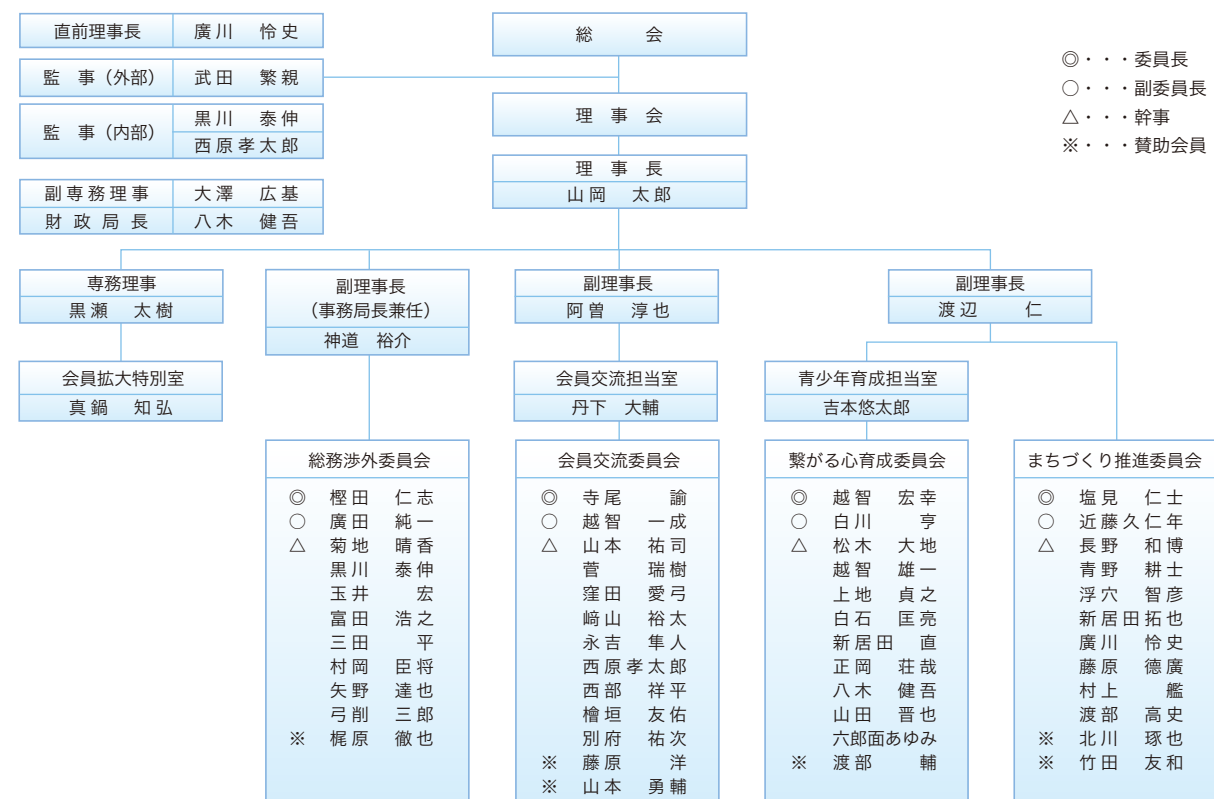 直前理事長 廣川 怜史
監 事（外部） 武田 繁親
監 事（内部） 黒川 泰伸
西原孝太郎
副専務理事 大澤 広基
財政局長 八木 健吾
総 会
理 事 会
理 事 長
山岡 太郎
◎・・・委員長
○・・・副委員長
△・・・幹事
※・・・賛助会員
専務理事
黒瀬 太樹
会員拡大特別室
真鍋 知弘
副理事長
（事務局長兼任）
神道 裕介
副理事長
阿曽 淳也
会員交流担当室
丹下 大輔
副理事長
渡辺 仁
青少年育成担当室
吉本悠太郎
総務渉外委員会
◎ 樫田 仁志
○ 廣田 純一
△ 菊地 晴香
黒川 泰伸
玉井 宏
富田 浩之
三田 平
村岡 臣将
矢野 達也
弓削 三郎
※ 梶原 徹也
会員交流委員会
◎ 寺尾 諭
○ 越智 一成
△ 山本 祐司
菅 瑞樹
窪田 愛弓
﨑山 裕太
永吉 隼人
西原孝太郎
西部 祥平
檜垣 友佑
別府 祐次
※ 藤原 洋
※ 山本 勇輔
繋がる心育成委員会
◎ 越智 宏幸
○ 白川 亨
△ 松木 大地
越智 雄一
上地 貞之
白石 匡亮
新居田 直
正岡 荘哉
八木 健吾
山田 晋也
六郎面あゆみ
※ 渡部 輔
まちづくり推進委員会
◎ 塩見 仁士
○ 近藤久仁年
△ 長野 和博
青野 耕士
浮穴 智彦
新居田拓也
廣川 怜史
藤原 德廣
村上 艦
渡部 高史
※ 北川 琢也
※ 竹田 友和